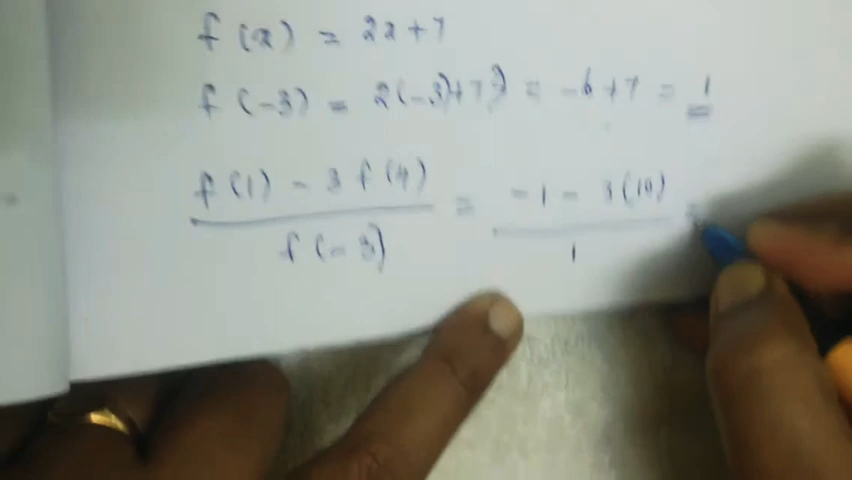 f (x) = 2x + 7
f (-3) = 2(-3)+7 = -6 + 7 = 1
f (1) - 3 f (4) / f (-3) = -1 - 3 (10) / 1 =